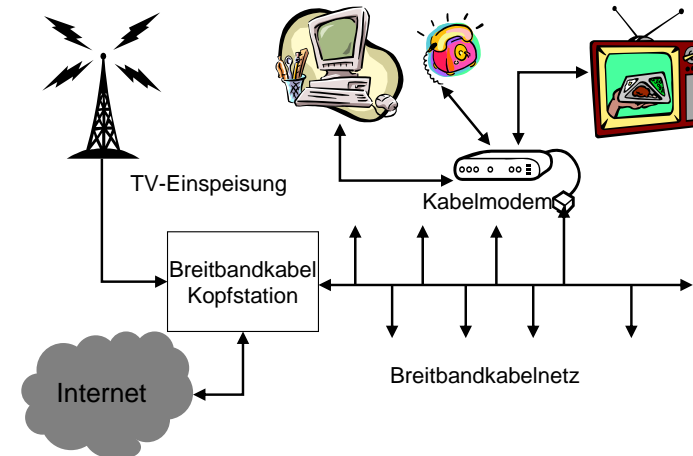 TV-Einspeisung
Kabelmodem
Breitbandkabel
Kopfstation
Internet
Breitbandkabelnetz